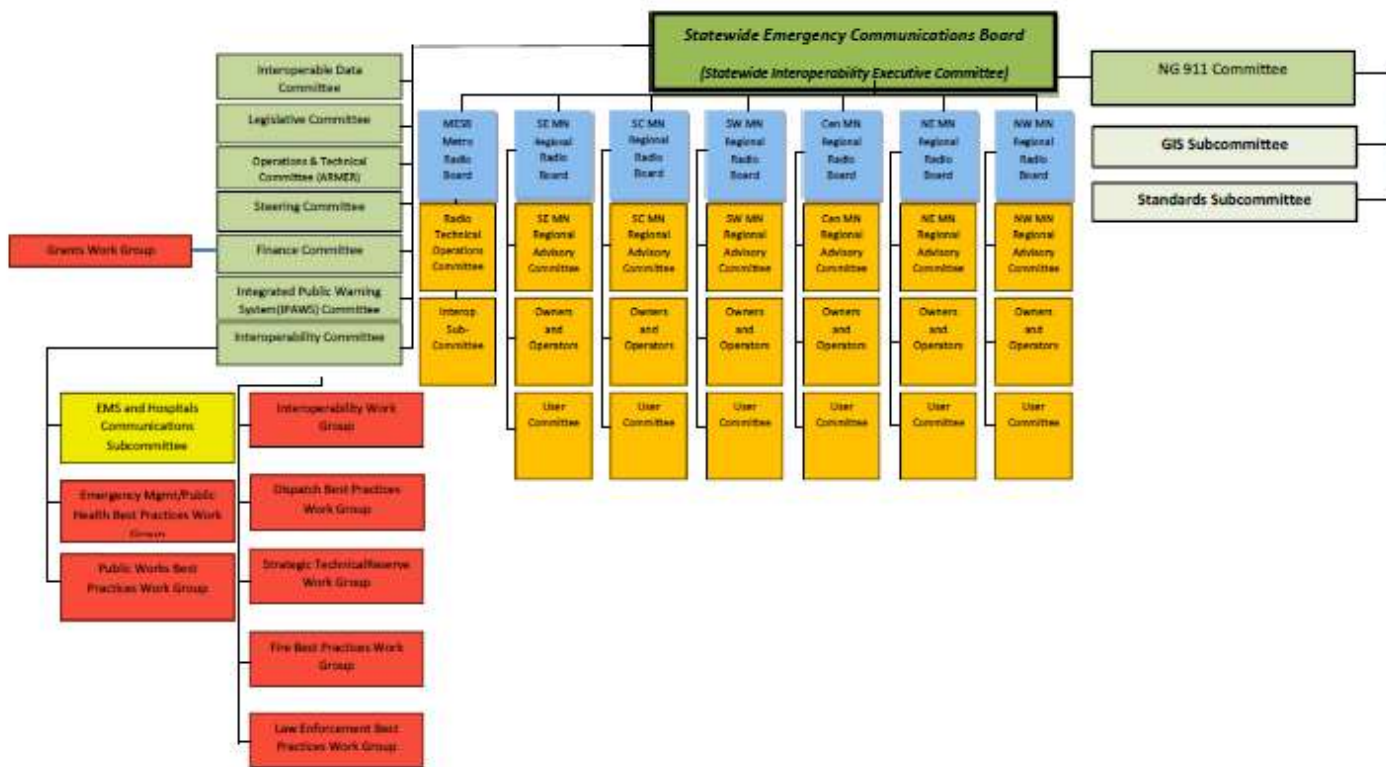 Statewide Emergency Communications Board
(Statewide Interoperability Executive Committee)
Interoperable Data
Committee
Legislative Committee
Operations & Technical
Committee (ARMER)
Steering Committee
Grants Work Group
Finance Committee
Integrated Public Warning
System(IPAWS) Committee
Interoperability Committee
NG 911 Committee
GIS Subcommittee
Standards Subcommittee
MESB
Metro
Radio
Board
SE MN
Regional
Radio
Board
SC MN
Regional
Radio
Board
SW MN
Regional
Radio
Board
Cen MN
Regional
Radio
Board
NE MN
Regional
Radio
Board
NW MN
Regional
Radio
Board
Radio
Technical
Operations
Committee
SE MN
Regional
Advisory
Committee
SC MN
Regional
Advisory
Committee
SW MN
Regional
Advisory
Committee
Cen MN
Regional
Advisory
Committee
NE MN
Regional
Advisory
Committee
NW MN
Regional
Advisory
Committee
Interop
Sub-
Committee
Owners
and
Operators
Owners
and
Operators
Owners
and
Operators
Owners
and
Operators
Owners
and
Operators
Owners
and
Operators
User
Committee
User
Committee
User
Committee
User
Committee
User
Committee
User
Committee
EMS and Hospitals
Communications
Subcommittee
Emergency Mgmt/Public
Health Best Practices Work
Group
Public Works Best
Practices Work Group
Interoperability Work
Group
Dispatch Best Practices
Work Group
Strategic TechnicalReserve
Work Group
Fire Best Practices Work
Group
Law Enforcement Best
Practices Work Group